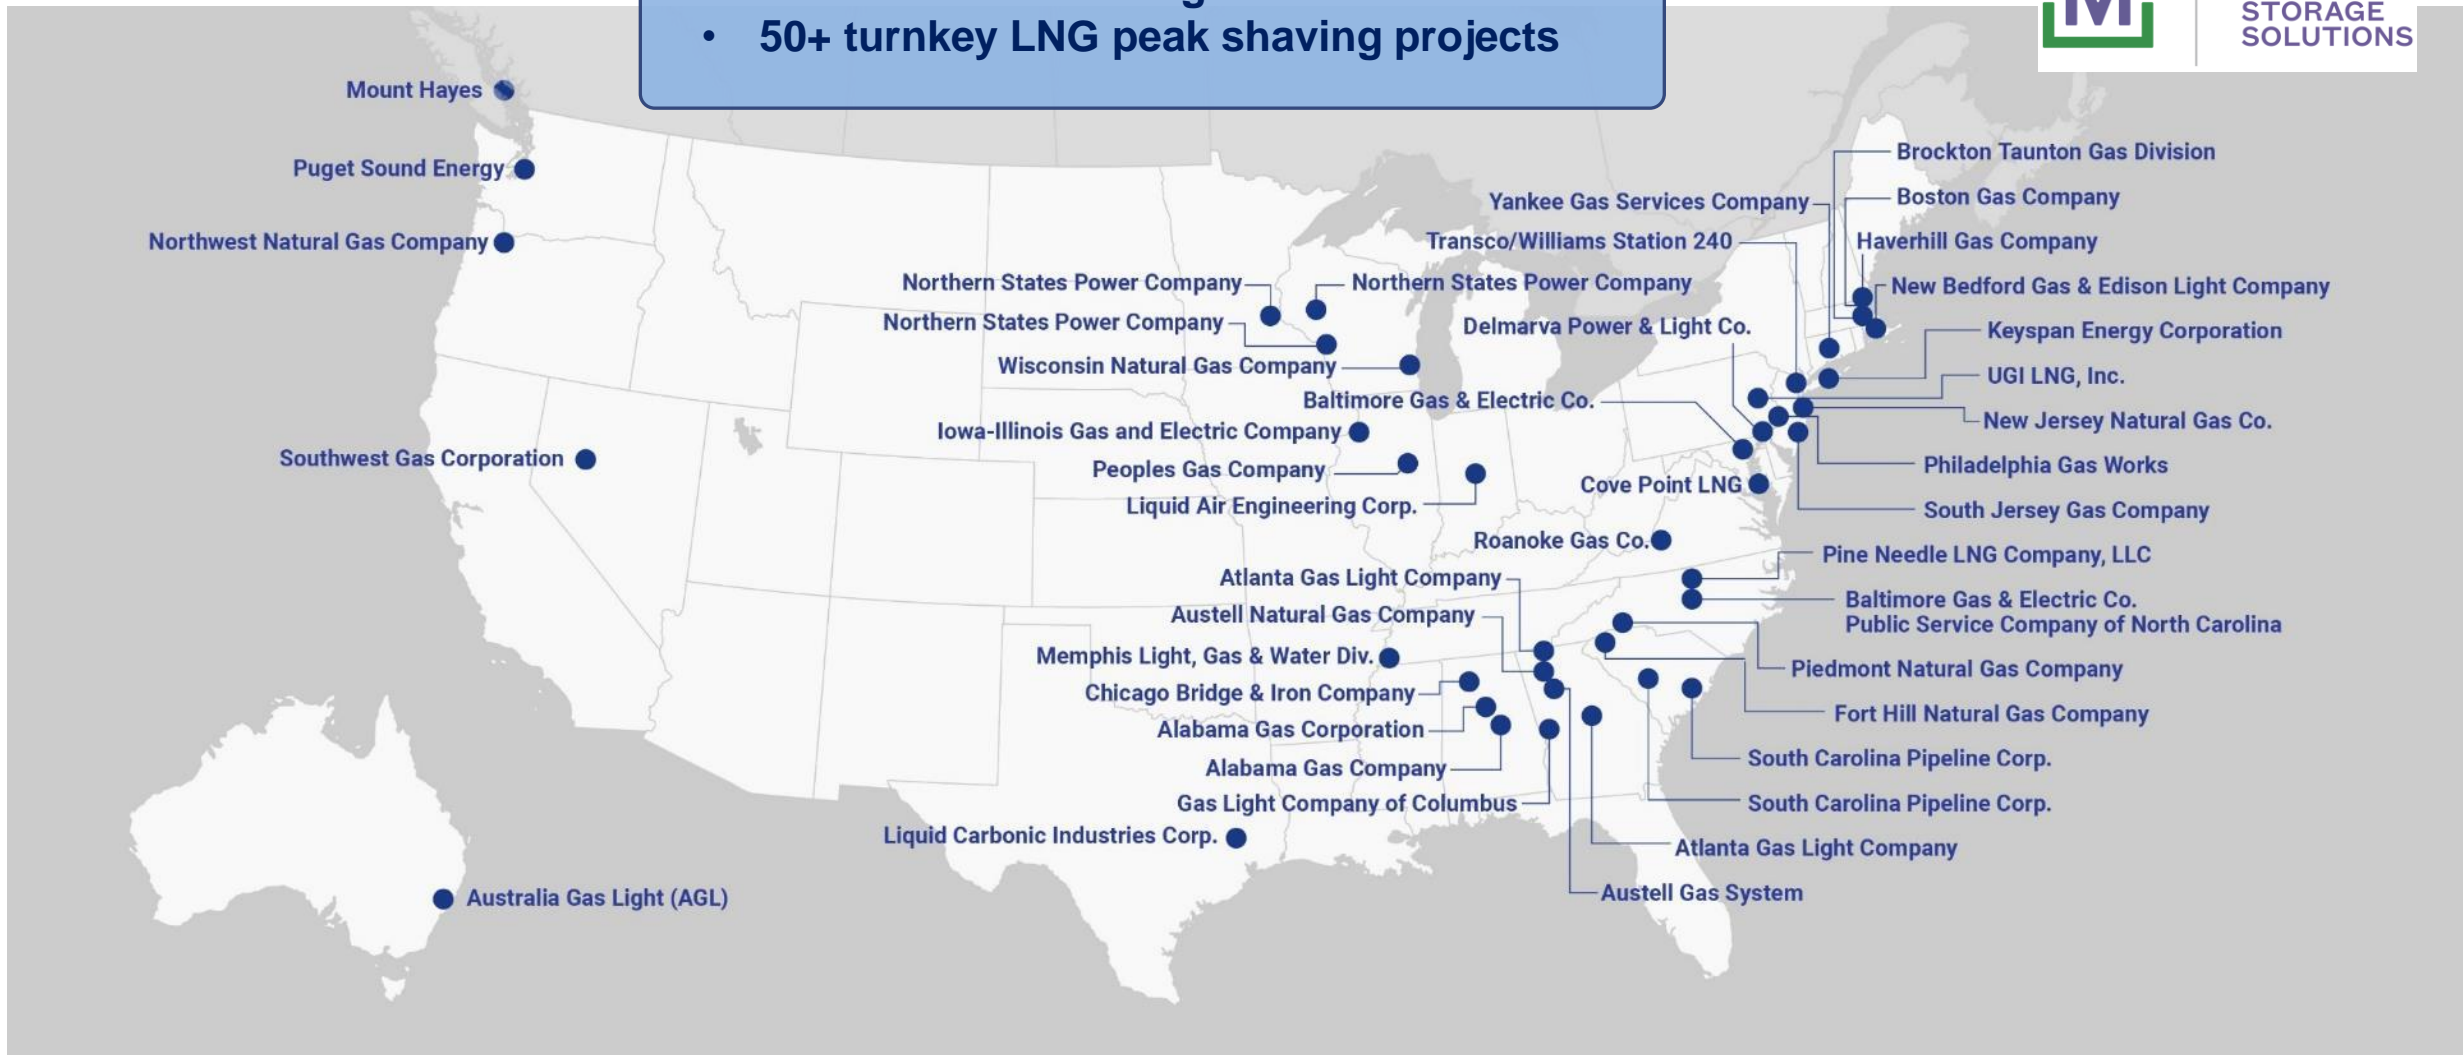 • 50+ turnkey LNG peak shaving projects
STORAGE
SOLUTIONS
Mount Hayes
Puget Sound Energy
Northwest Natural Gas Company
Southwest Gas Corporation
Australia Gas Light (AGL)
Northern States Power Company
Northern States Power Company
Northern States Power Company
Wisconsin Natural Gas Company
Baltimore Gas & Electric Co.
Iowa-Illinois Gas and Electric Company
Peoples Gas Company
Liquid Air Engineering Corp.
Yankee Gas Services Company
Transco/Williams Station 240
Delmarva Power & Light Co.
Cove Point LNG
Roanoke Gas Co.
Atlanta Gas Light Company
Austell Natural Gas Company
Memphis Light, Gas & Water Div.
Chicago Bridge & Iron Company
Alabama Gas Corporation
Alabama Gas Company
Gas Light Company of Columbus
Liquid Carbonic Industries Corp.
Brockton Taunton Gas Division
Boston Gas Company
Haverhill Gas Company
New Bedford Gas & Edison Light Company
Keyspan Energy Corporation
UGI LNG, Inc.
New Jersey Natural Gas Co.
Philadelphia Gas Works
South Jersey Gas Company
Pine Needle LNG Company, LLC
Baltimore Gas & Electric Co.
Public Service Company of North Carolina
Piedmont Natural Gas Company
Fort Hill Natural Gas Company
South Carolina Pipeline Corp.
South Carolina Pipeline Corp.
Atlanta Gas Light Company
Austell Gas System